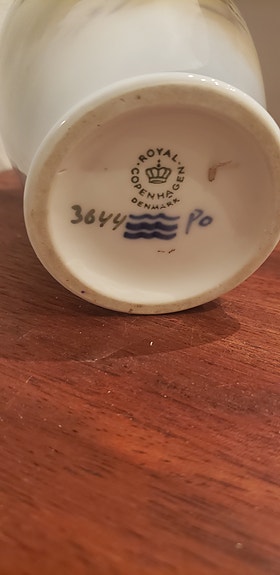 ROYAL
COPENHAGEN
DENMARK
3644 Po